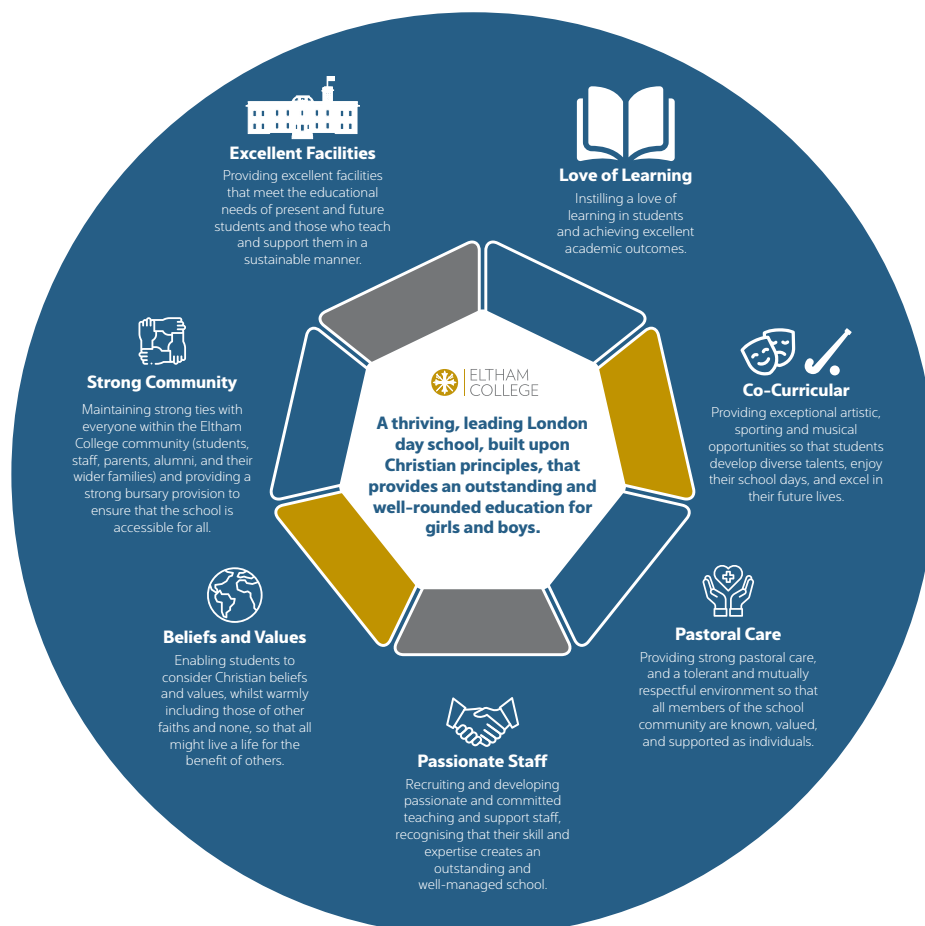 Excellent Facilities
Providing excellent facilities
that meet the educational
needs of present and future
students and those who teach
and support them in a
sustainable manner.
Love of Learning
Instilling a love of
learning in students
and achieving excellent
academic outcomes.
Strong Community
Maintaining strong ties with
everyone within the Eltham
College community (students,
staff, parents, alumni, and their
wider families) and providing a
strong bursary provision to
ensure that the school is
accessible for all.
ELTHAM
COLLEGE
A thriving, leading London
day school, built upon
Christian principles, that
provides an outstanding and
well-rounded education for
girls and boys.
Co-Curricular
Providing exceptional artistic,
sporting and musical
opportunities so that students
develop diverse talents, enjoy
their school days, and excel in
their future lives.
Beliefs and Values
Enabling students to
consider Christian beliefs
and values, whilst warmly
including those of other
faiths and none, so that all
might live a life for the
benefit of others.
Pastoral Care
Providing strong pastoral care,
and a tolerant and mutually
respectful environment so that
all members of the school
community are known, valued,
and supported as individuals.
Passionate Staff
Recruiting and developing
passionate and committed
teaching and support staff,
recognising that their skill and
expertise creates an
outstanding and
well-managed school.